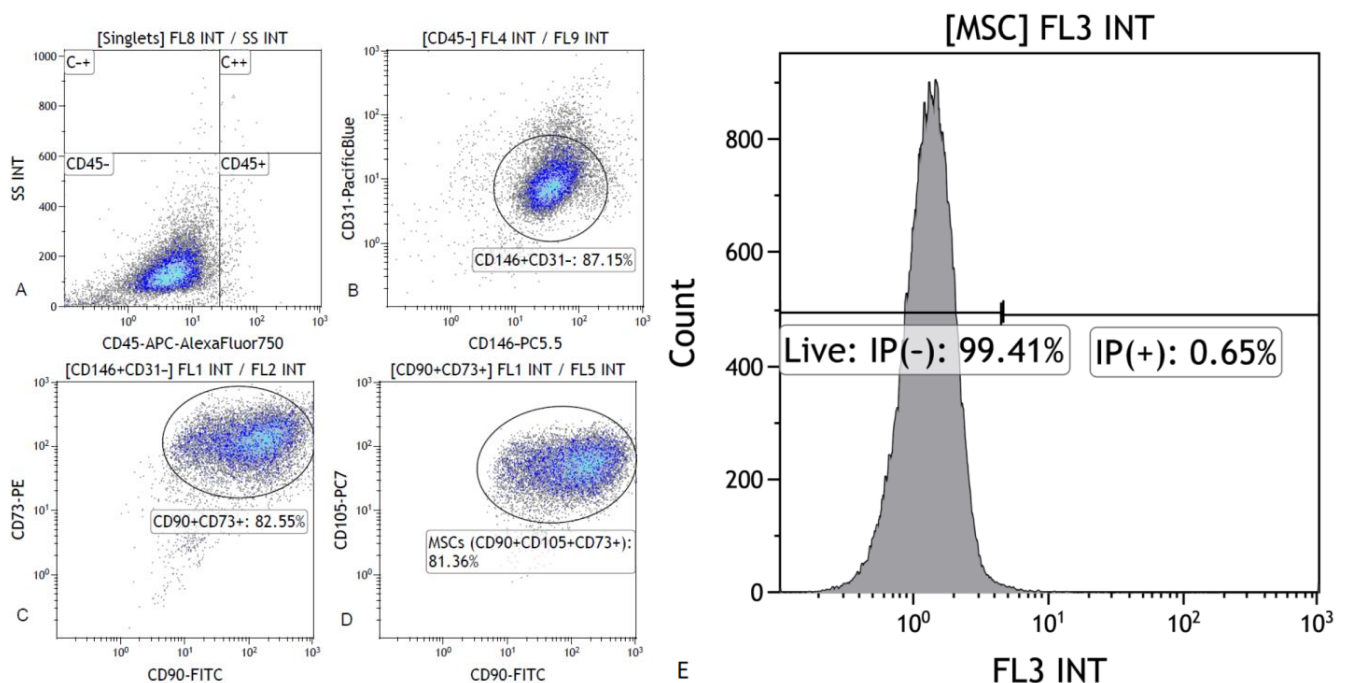 [Singlets] FL8 INT / SS INT
1000
800
600
400
200
0
SS INT
C-+
C++
CD45-
CD45+
10⁰
10¹
10²
10³
CD45-APC-AlexaFluor750
A
[CD45-] FL4 INT / FL9 INT
10³
10²
10¹
10⁰
CD31-PacificBlue
CD146+CD31-: 87.15%
10⁰
10¹
10²
10³
CD146-PC5.5
B
[CD146+CD31-] FL1 INT / FL2 INT
10³
10²
10¹
10⁰
CD73-PE
CD90+CD73+: 82.55%
10⁰
10¹
10²
10³
CD90-FITC
C
[CD90+CD73+] FL1 INT / FL5 INT
10³
10²
10¹
10⁰
CD105-PC7
MSCs (CD90+CD105+CD73+):
81.36%
10⁰
10¹
10²
10³
CD90-FITC
D
[MSC] FL3 INT
800
600
400
200
0
Count
Live: IP(-): 99.41%
IP(+): 0.65%
10⁰
10¹
10²
10³
FL3 INT
E